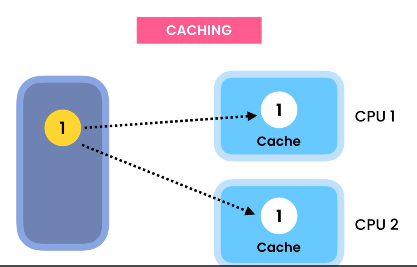 CACHING
1
1
Cache
CPU 1
1
Cache
CPU 2